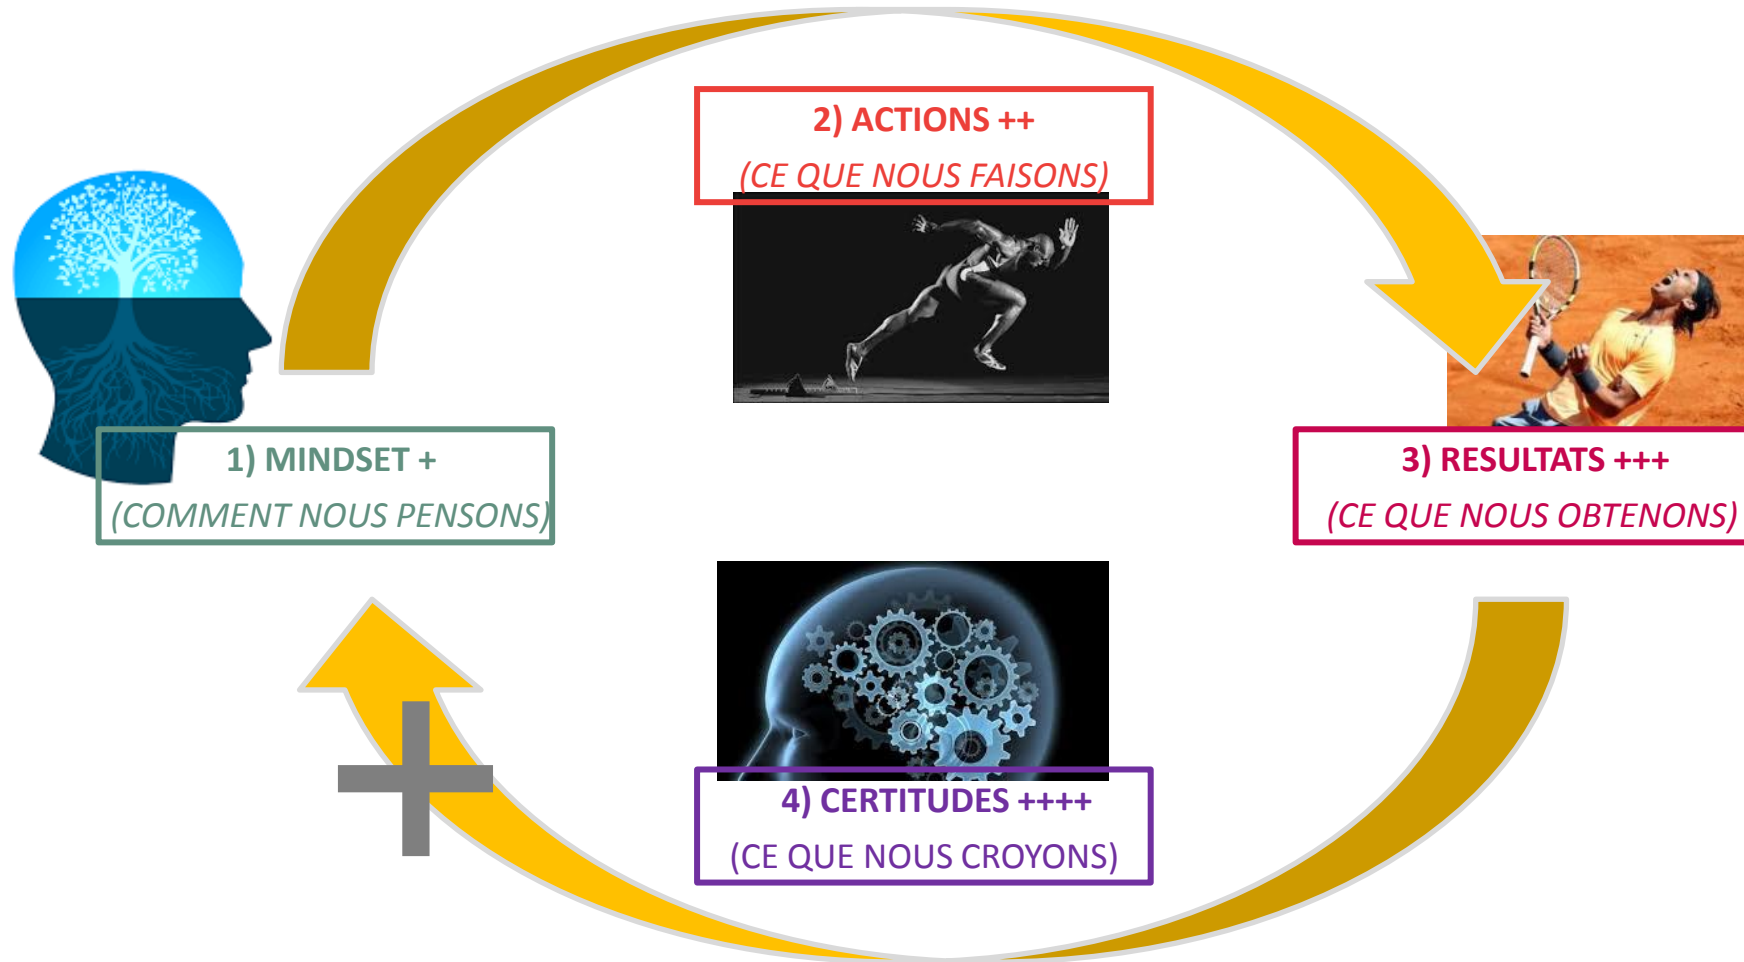 2) ACTIONS ++
(CE QUE NOUS FAISONS)
1) MINDSET +
(COMMENT NOUS PENSONS)
3) RESULTATS +++
(CE QUE NOUS OBTENONS)
4) CERTITUDES ++++
(CE QUE NOUS CROYONS)